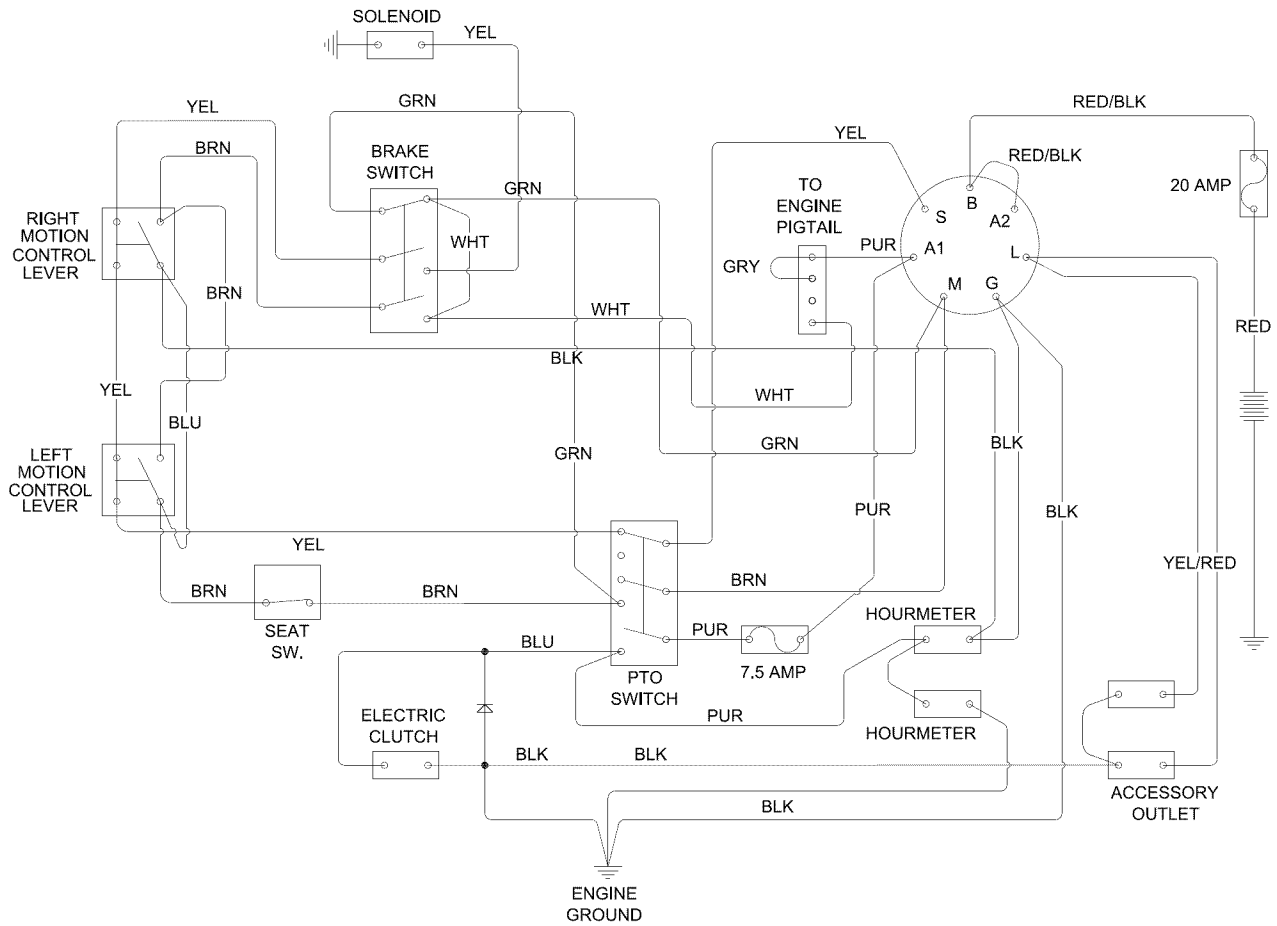 SOLENOID
YEL
GRN
YEL
RED/BLK
YEL
BRN
BRAKE
SWITCH
RED/BLK
20 AMP
TO
ENGINE
PIGTAIL
GRN
B
S
A2
RIGHT
MOTION
CONTROL
LEVER
WHT
PUR
A1
L
GRY
M
G
BRN
WHT
RED
BLK
YEL
WHT
BLU
GRN
BLK
LEFT
MOTION
CONTROL
LEVER
GRN
PUR
BLK
YEL
YEL/RED
BRN
BRN
BRN
HOURMETER
SEAT
SW.
BLU
PUR
7.5 AMP
PTO
SWITCH
ELECTRIC
CLUTCH
PUR
HOURMETER
BLK
BLK
ACCESSORY
OUTLET
BLK
ENGINE
GROUND